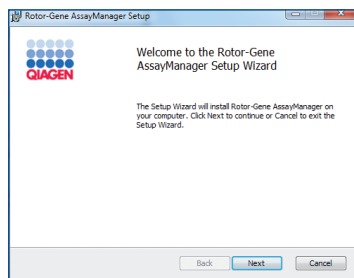 Rotor-Gene AssayManager Setup
QIAGEN
Welcome to the Rotor-Gene
AssayManager Setup Wizard
The Setup Wizard will install Rotor-Gene AssayManager on
your computer. Click Next to continue or Cancel to exit the
Setup Wizard.
Back
Next
Cancel